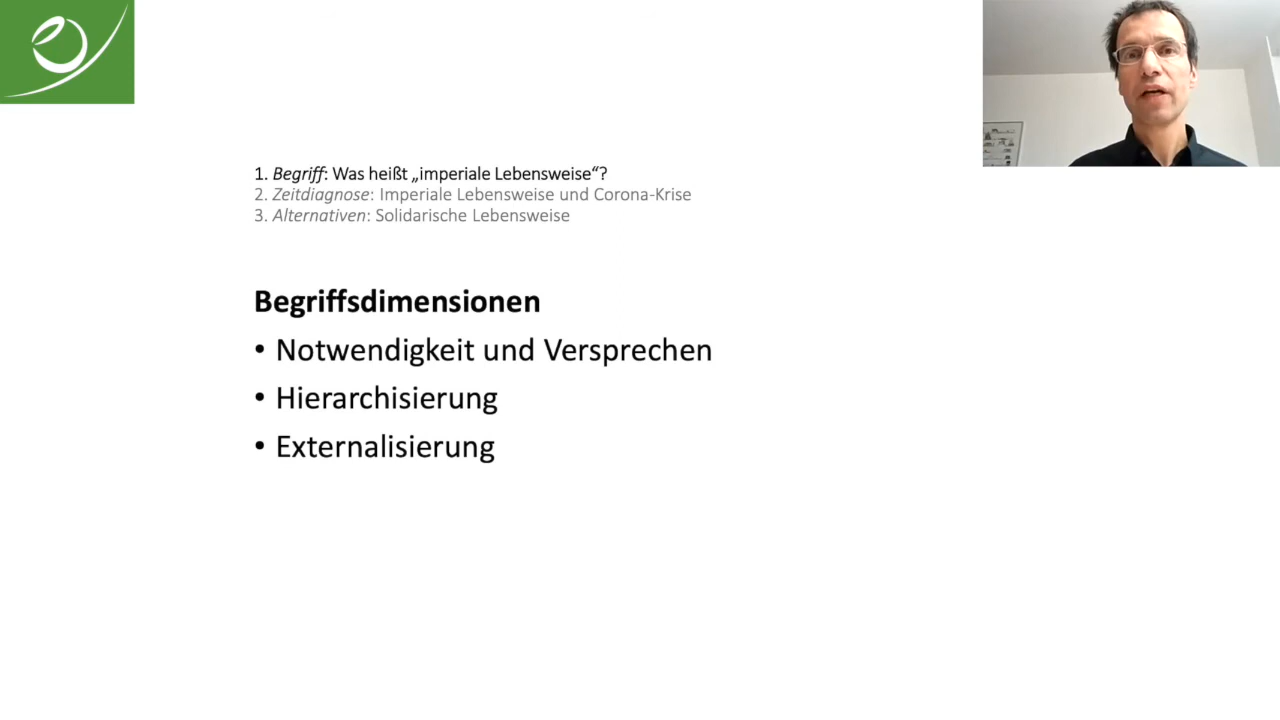 1. Begriff: Was heißt „imperiale Lebensweise“?
2. Zeitdiagnose: Imperiale Lebensweise und Corona-Krise
3. Alternativen: Solidarische Lebensweise
Begriffsdimensionen
• Notwendigkeit und Versprechen
• Hierarchisierung
• Externalisierung